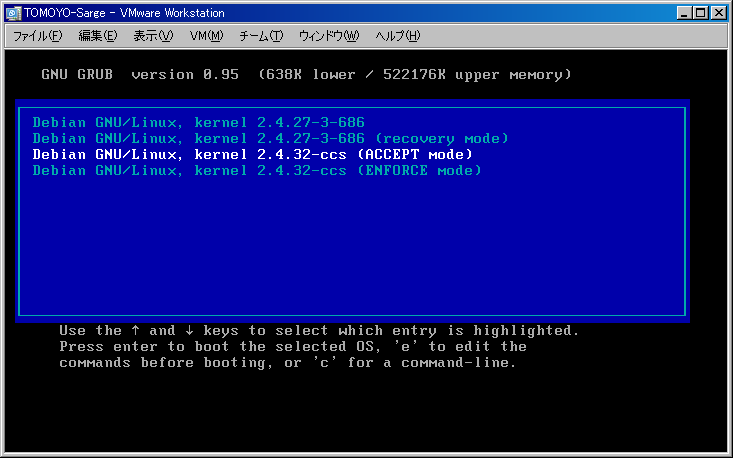 TOMOYO-Sarge - VMware Workstation
ファイル(F) 編集(E) 表示(V) VM(M) チーム(T) ウィンドウ(W) ヘルプ(H)
GNU GRUB version 0.95 (638K lower / 522176K upper memory)
Debian GNU/Linux, kernel 2.4.27-3-686
Debian GNU/Linux, kernel 2.4.27-3-686 (recovery mode)
Debian GNU/Linux, kernel 2.4.32-ccs (ACCEPT mode)
Debian GNU/Linux, kernel 2.4.32-ccs (ENFORCE mode)
Use the ↑ and ↓ keys to select which entry is highlighted.
Press enter to boot the selected OS, 'e' to edit the
commands before booting, or 'c' for a command-line.